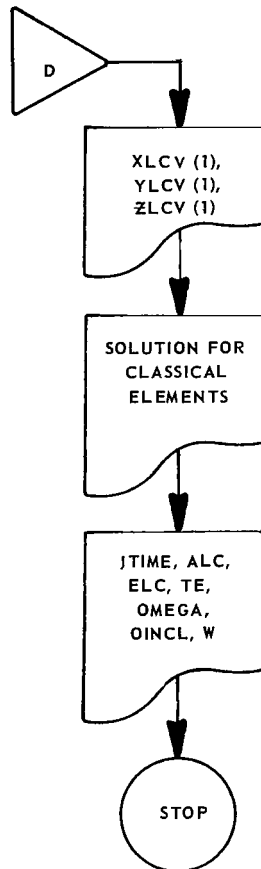 D
XLCV (1),
YLCV (1),
ZLCV (1)
SOLUTION FOR
CLASSICAL
ELEMENTS
JTIME, ALC,
ELC, TE,
OMEGA,
OINCL, W
STOP